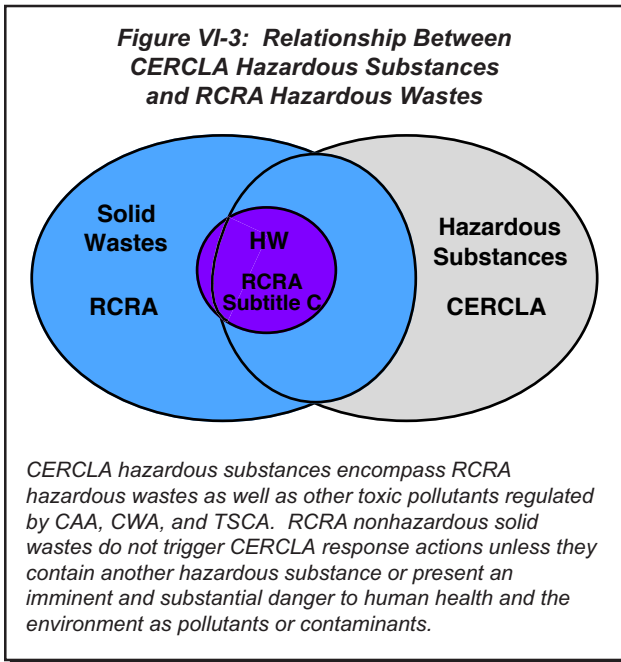 Figure VI-3: Relationship Between
CERCLA Hazardous Substances
and RCRA Hazardous Wastes
Solid
Wastes
RCRA
HW
RCRA
Subtitle C
Hazardous
Substances
CERCLA
CERCLA hazardous substances encompass RCRA
hazardous wastes as well as other toxic pollutants regulated
by CAA, CWA, and TSCA. RCRA nonhazardous solid
wastes do not trigger CERCLA response actions unless they
contain another hazardous substance or present an
imminent and substantial danger to human health and the
environment as pollutants or contaminants.